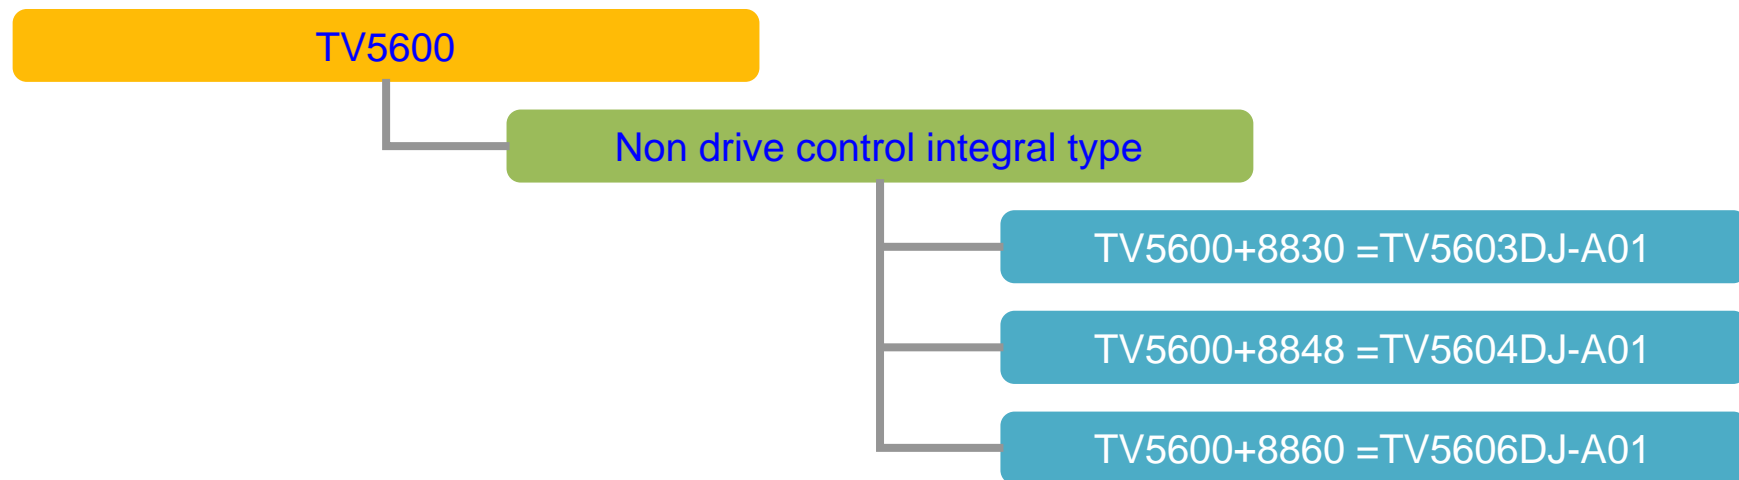 TV5600
Non drive control integral type
TV5600+8830 =TV5603DJ-A01
TV5600+8848 =TV5604DJ-A01
TV5600+8860 =TV5606DJ-A01